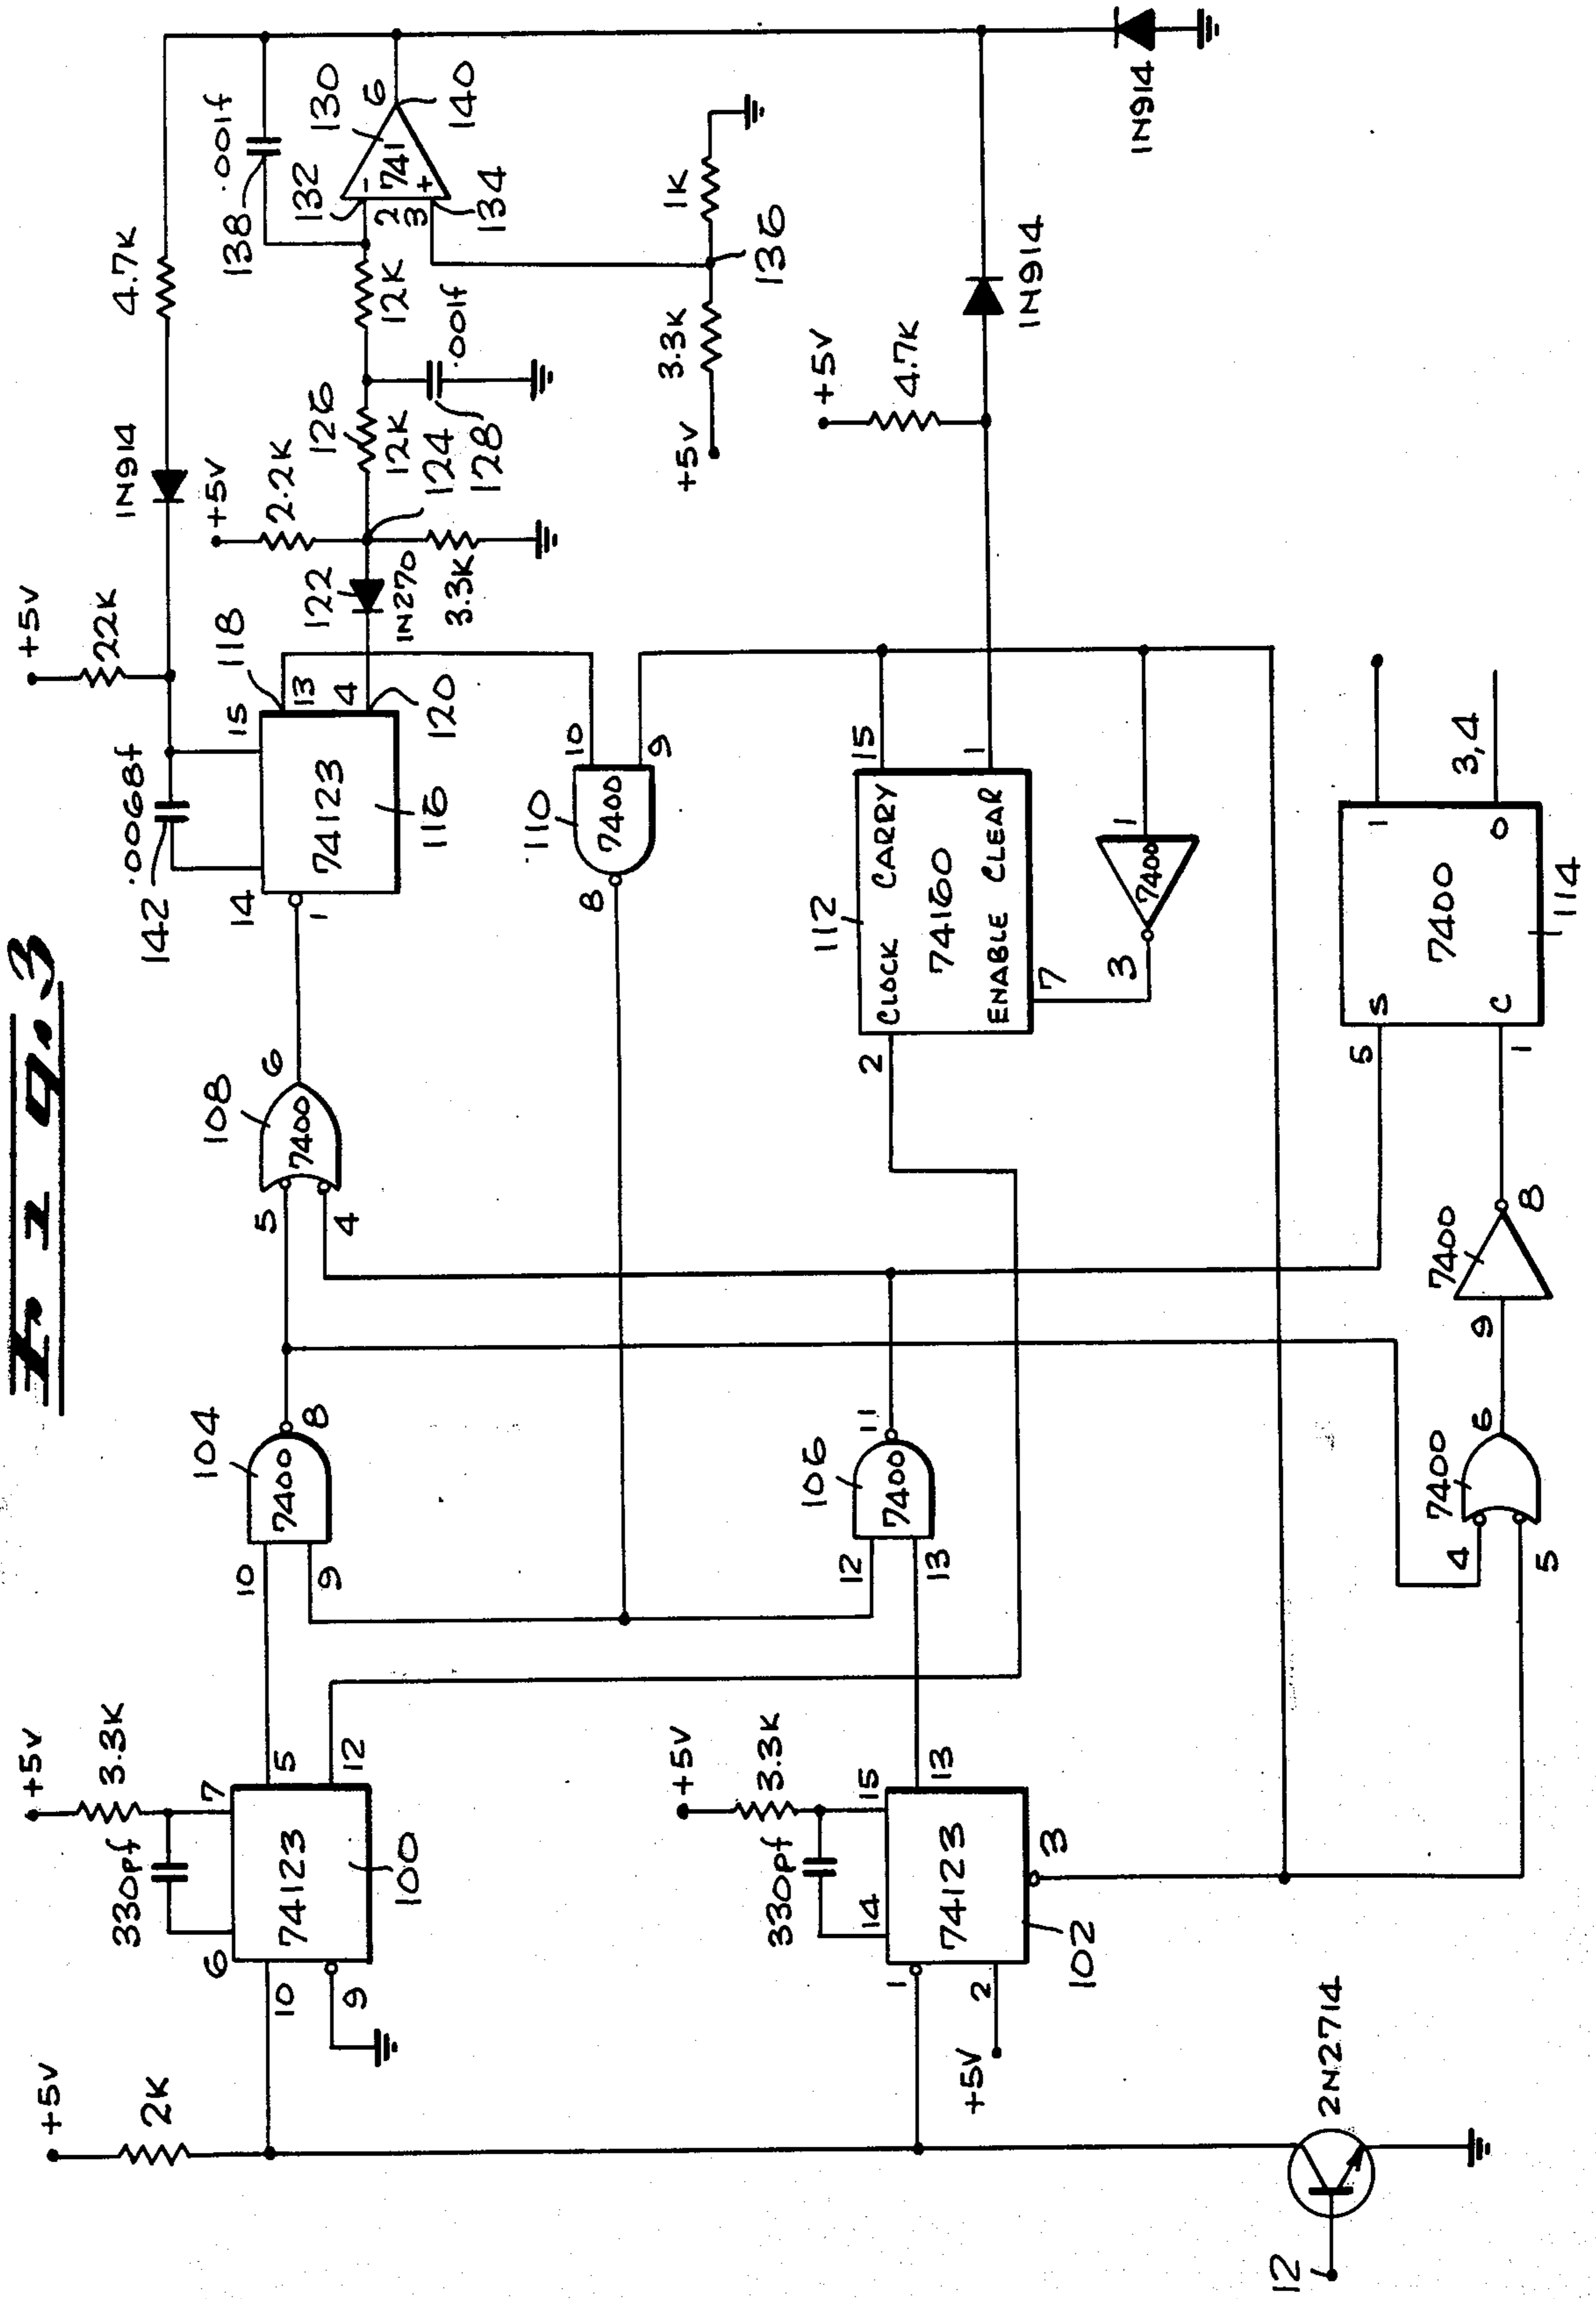 Fig. 3
+5V
2K
12
2N2714
+5V
3.3K
330pf
6
7
10
5
74123
12
9
100
+5V
3.3K
330pf
14
15
1
13
74123
2
+5V
3
102
104
10
7400
8
9
106
12
7400
11
13
108
5
7400
6
4
7400
4
6
5
7400
9
8
5
1
S
1
7400
C
0
3,4
114
110
10
7400
9
8
112
2
CLOCK
CARRY
15
74160
ENABLE
CLEAR
1
7
3
7400
1
142
.0068f
14
15
1
74123
116
118
13
4
120
+5V
22K
1N914
4.7K
122
1N270
+5V
2.2K
3.3K
124
126
12K
128
.001f
12K
138
.001f
132
2
-
741
+
3
134
130
6
140
+5V
3.3K
136
1K
+5V
4.7K
1N914
1N914